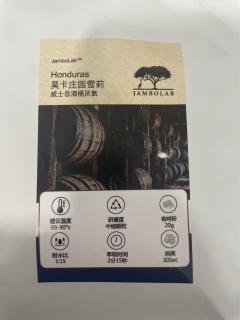 JamboLab™
JAMBOLAB
Honduras
莫卡庄园雪莉
威士忌酒桶厌氧
建议温度
88-90°c
研磨度
中细颗粒
咖啡粉
20g
粉水比
1:15
萃取时间
2分15秒
焖蒸
30Sec